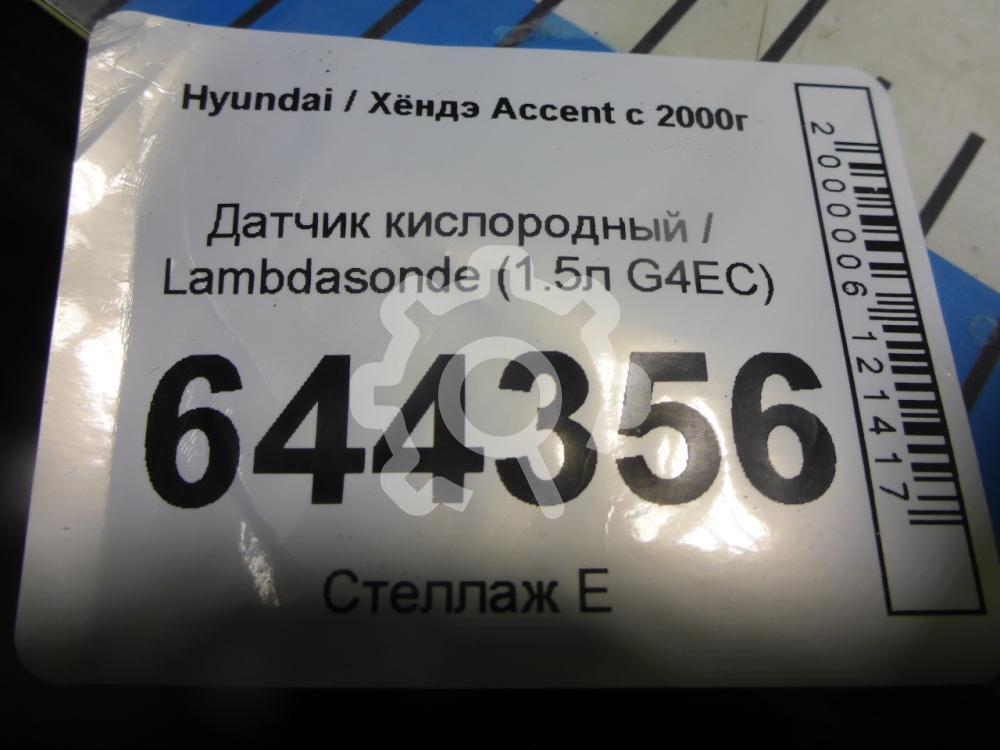 Hyundai / Хёндэ Accent с 2000г
Датчик кислородный /
Lambdasonde (1.5л G4EC)
644356
Стеллаж Е
2000006121417